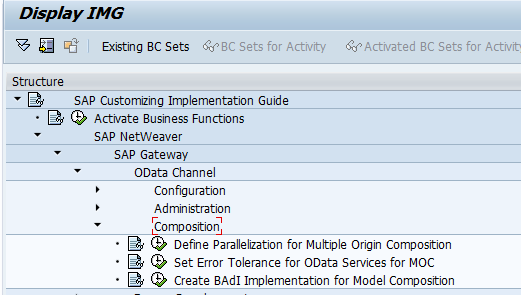 Display IMG
Existing BC Sets BC Sets for Activity Activated BC Sets for Activity
Structure
SAP Customizing Implementation Guide
Activate Business Functions
SAP NetWeaver
SAP Gateway
OData Channel
Configuration
Administration
Composition
Define Parallelization for Multiple Origin Composition
Set Error Tolerance for OData Services for MOC
Create BAdI Implementation for Model Composition